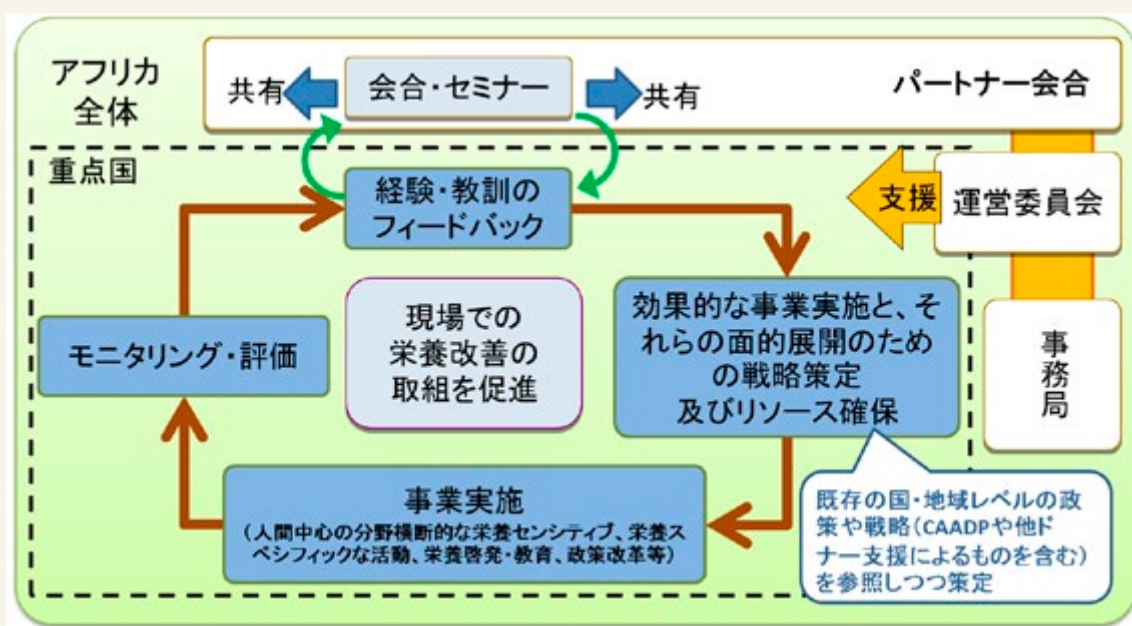 アフリカ
全体
共有
会合・セミナー
共有
パートナー会合
重点国
経験・教訓の
フィードバック
支援
運営委員会
効果的な事業実施と、そ
れらの面的展開のため
の戦略策定
及びリソース確保
現場での
栄養改善の
取組を促進
モニタリング・評価
事務局
事業実施
（人間中心の分野横断的な栄養センシティブ、栄養ス
ペシフィックな活動、栄養啓発・教育、政策改革等）
既存の国・地域レベルの政
策や戦略（CAADPや他ド
ナー支援によるものを含む）
を参照しつつ策定